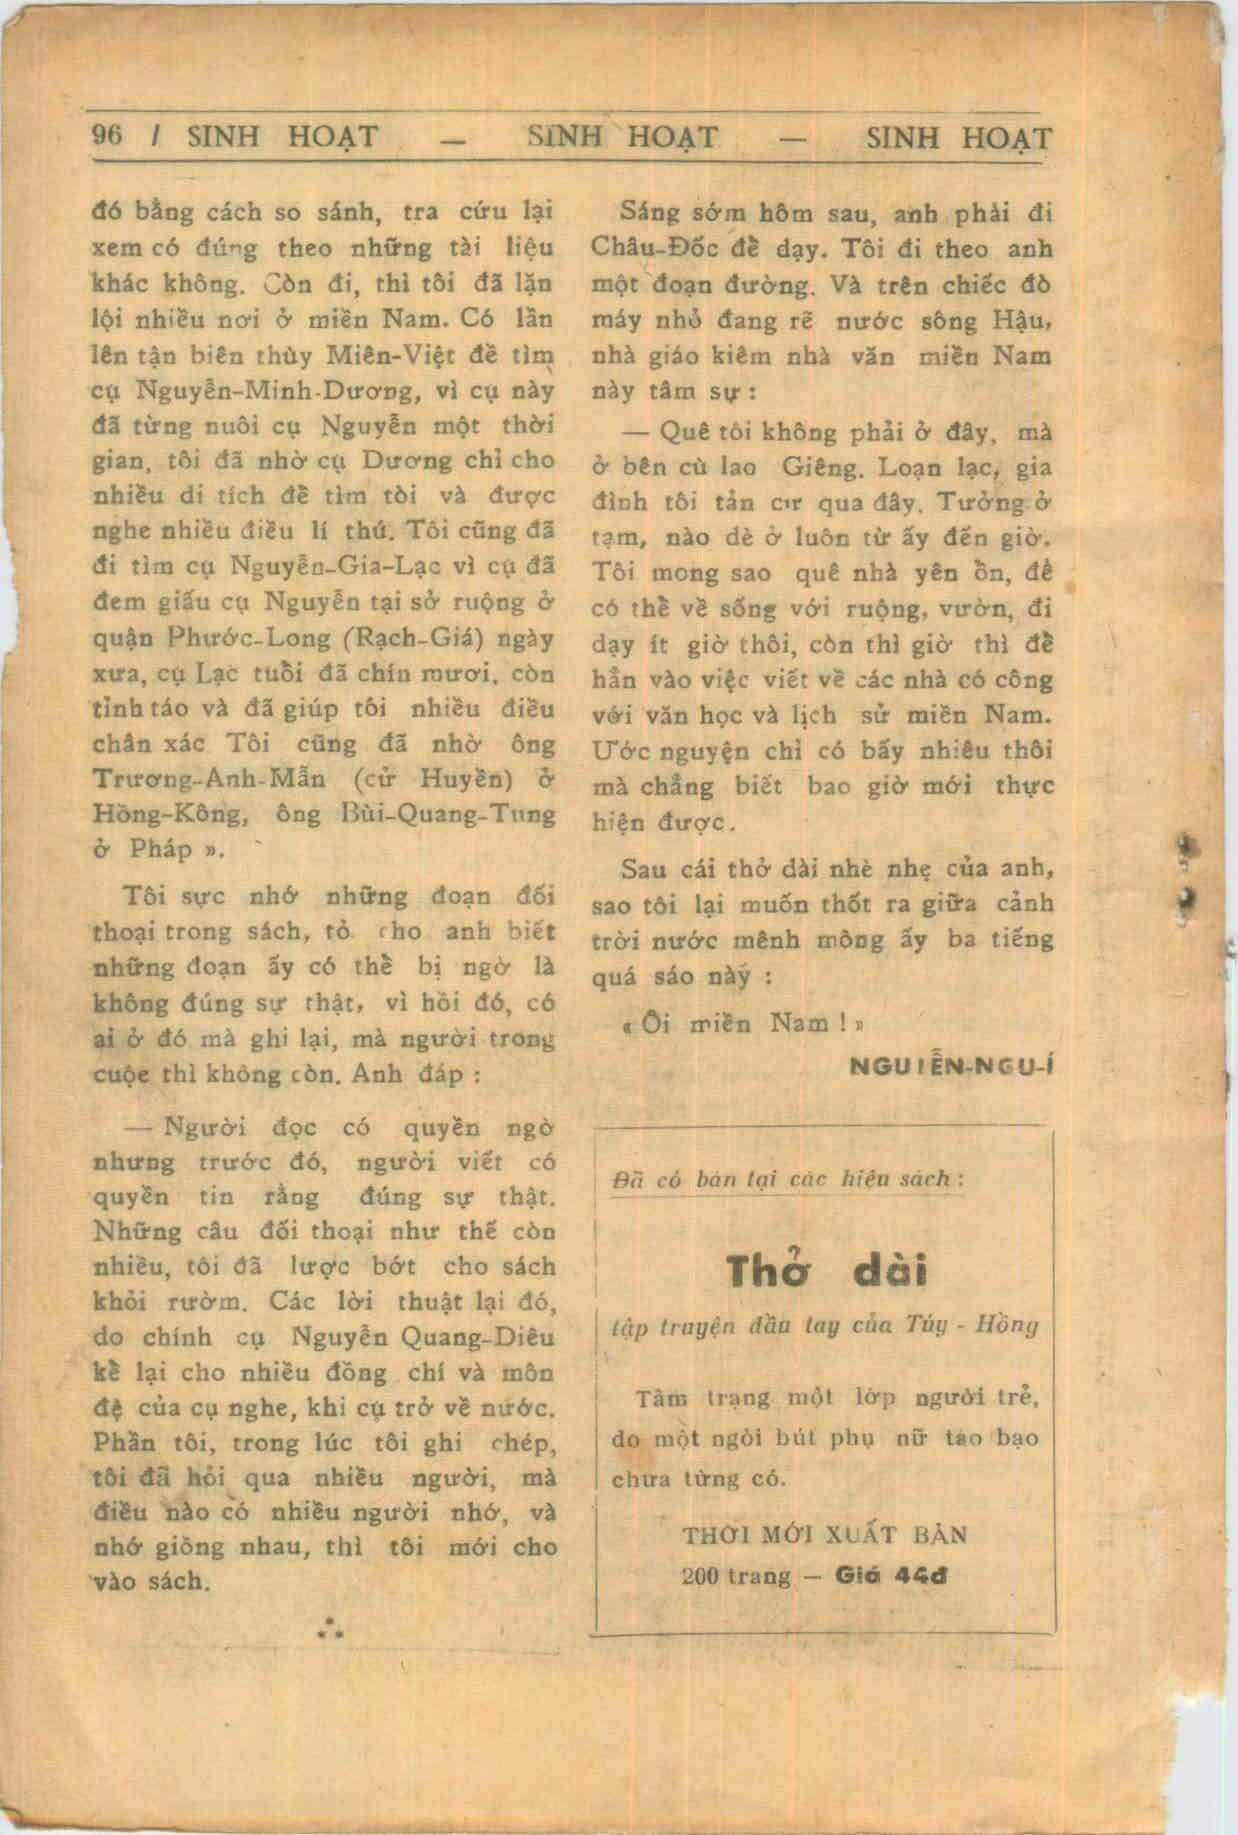 96 / SINH HOẠT — SINH HOẠT — SINH HOẠT
đó bằng cách so sánh, tra cứu lại
xem có đúng theo những tài liệu
khác không. Còn đi, thì tôi đã lặn
lội nhiều nơi ở miền Nam. Có lần
lên tận biên thùy Miên-Việt để tìm
cụ Nguyễn-Minh-Dương, vì cụ này
đã từng nuôi cụ Nguyễn một thời
gian, tôi đã nhờ cụ Dương chỉ cho
nhiều di tích để tìm tòi và được
nghe nhiều điều lí thú. Tôi cũng đã
đi tìm cụ Nguyễn-Gia-Lạc vì cụ đã
đem giấu cụ Nguyễn tại sở ruộng ở
quận Phước-Long (Rạch-Giá) ngày
xưa, cụ Lạc tuổi đã chín mươi, còn
tỉnh táo và đã giúp tôi nhiều điều
chân xác Tôi cũng đã nhờ ông
Trương-Anh-Mẫn (cử Huyền) ở
Hồng-Kông, ông Bùi-Quang-Tung
ở Pháp ».
Tôi sực nhớ những đoạn đối
thoại trong sách, tỏ cho anh biết
những đoạn ấy có thể bị ngờ là
không đúng sự thật, vì hồi đó, có
ai ở đó mà ghi lại, mà người trong
cuộc thì không còn. Anh đáp :
— Người đọc có quyền ngờ
nhưng trước đó, người viết có
quyền tin rằng đúng sự thật.
Những câu đối thoại như thế còn
nhiều, tôi đã lược bớt cho sách
khỏi rườm. Các lời thuật lại đó,
do chính cụ Nguyễn Quang-Diêu
kể lại cho nhiều đồng chí và môn
đệ của cụ nghe, khi cụ trở về nước.
Phần tôi, trong lúc tôi ghi chép,
tôi đã hỏi qua nhiều người, mà
điều nào có nhiều người nhớ, và
nhớ giống nhau, thì tôi mới cho
vào sách.
Sáng sớm hôm sau, anh phải đi
Châu-Đốc để dạy. Tôi đi theo anh
một đoạn đường. Và trên chiếc đò
máy nhỏ đang rẽ nước sông Hậu,
nhà giáo kiêm nhà văn miền Nam
này tâm sự :
— Quê tôi không phải ở đây, mà
ở bên cù lao Giêng. Loạn lạc, gia
đình tôi tản cư qua đây. Tưởng ở
tạm, nào dè ở luôn từ ấy đến giờ.
Tôi mong sao quê nhà yên ổn, để
có thể về sống với ruộng, vườn, đi
dạy ít giờ thôi, còn thì giờ thì để
hẳn vào việc viết về các nhà có công
với văn học và lịch sử miền Nam.
Ước nguyện chỉ có bấy nhiêu thôi
mà chẳng biết bao giờ mới thực
hiện được.
Sau cái thở dài nhè nhẹ của anh,
sao tôi lại muốn thốt ra giữa cảnh
trời nước mênh mông ấy ba tiếng
quá sáo này :
« Ôi miền Nam ! »
NGUIỄN-NGU-Í
Đã có bán tại các hiệu sách :
Thở dài
tập truyện đầu tay của Túy - Hồng
Tâm trạng một lớp người trẻ,
do một ngòi bút phụ nữ táo bạo
chưa từng có.
THỜI MỚI XUẤT BẢN
200 trang — Giá 44đ